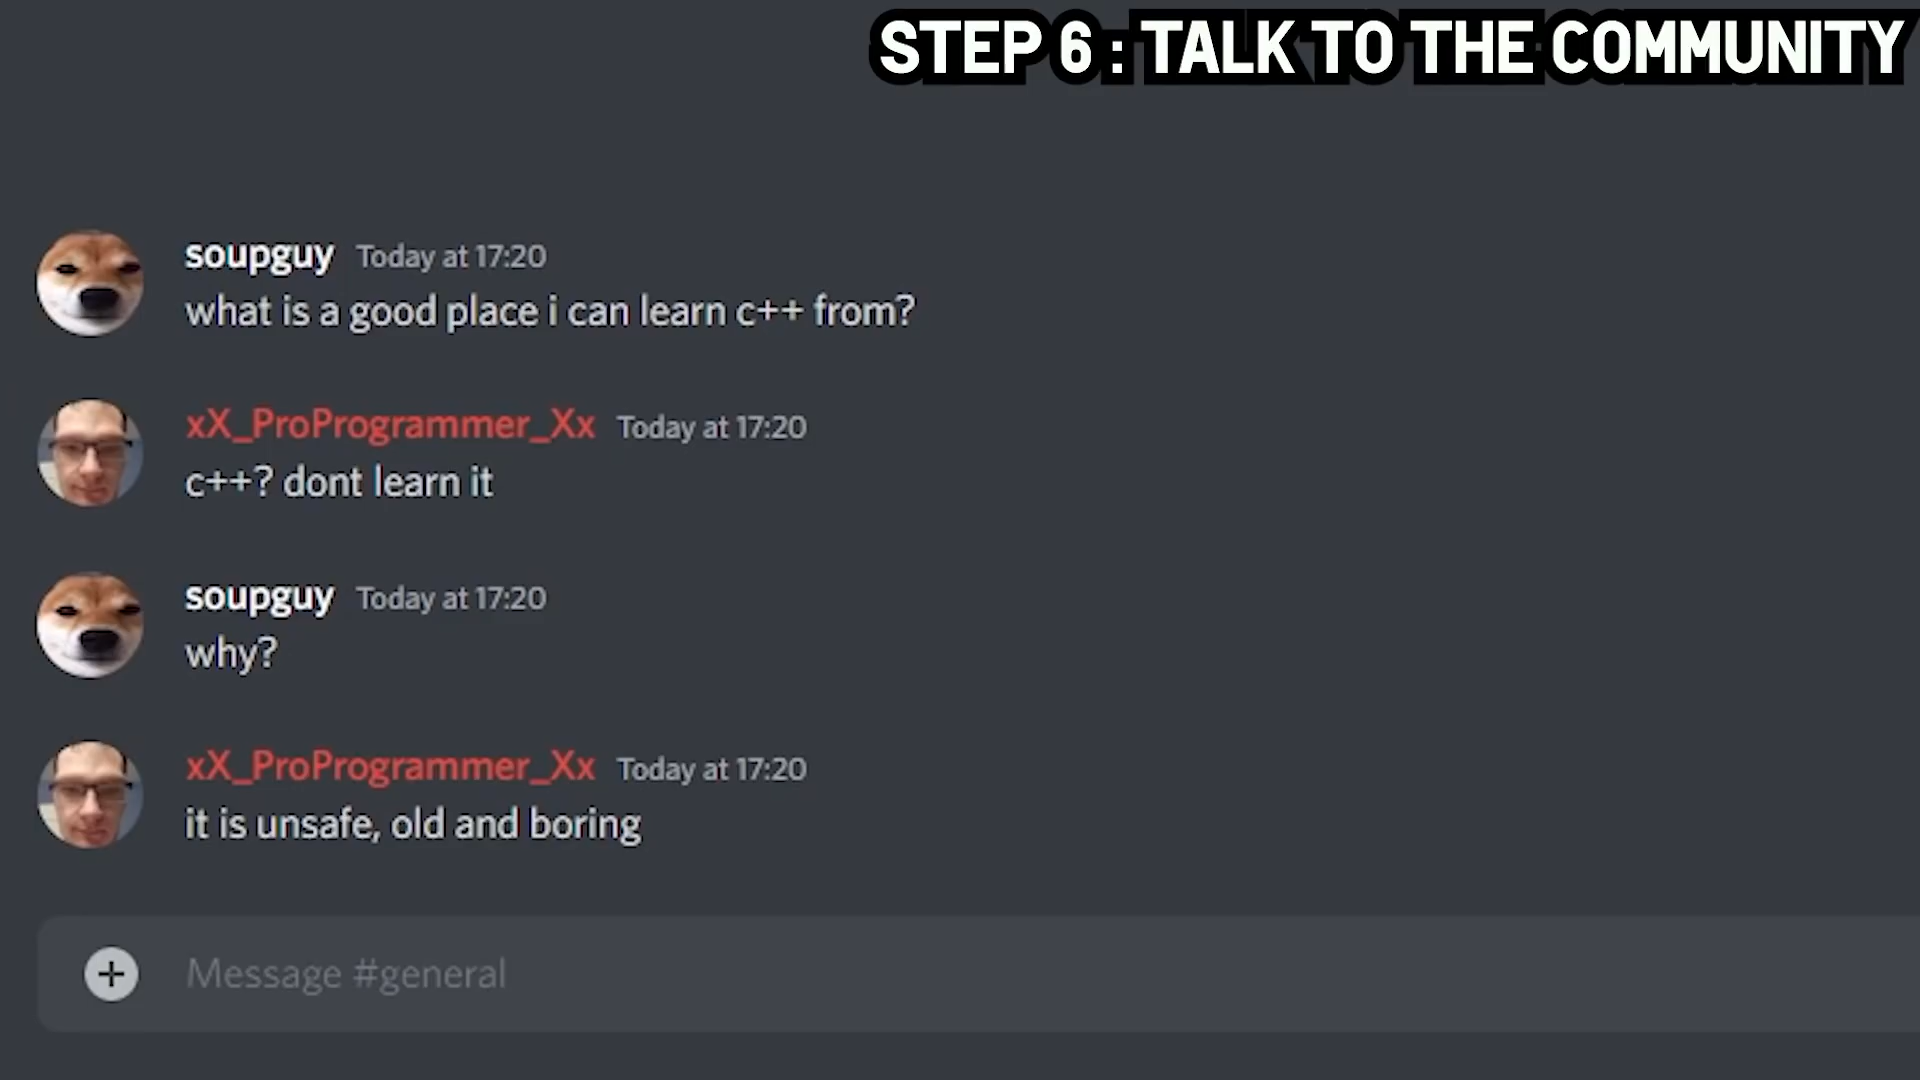 STEP 6 : TALK TO THE COMMUNITY
soupguy Today at 17:20
what is a good place i can learn c++ from?
xX_ProProgrammer_Xx Today at 17:20
c++? dont learn it
soupguy Today at 17:20
why?
xX_ProProgrammer_Xx Today at 17:20
it is unsafe, old and boring
Message #general